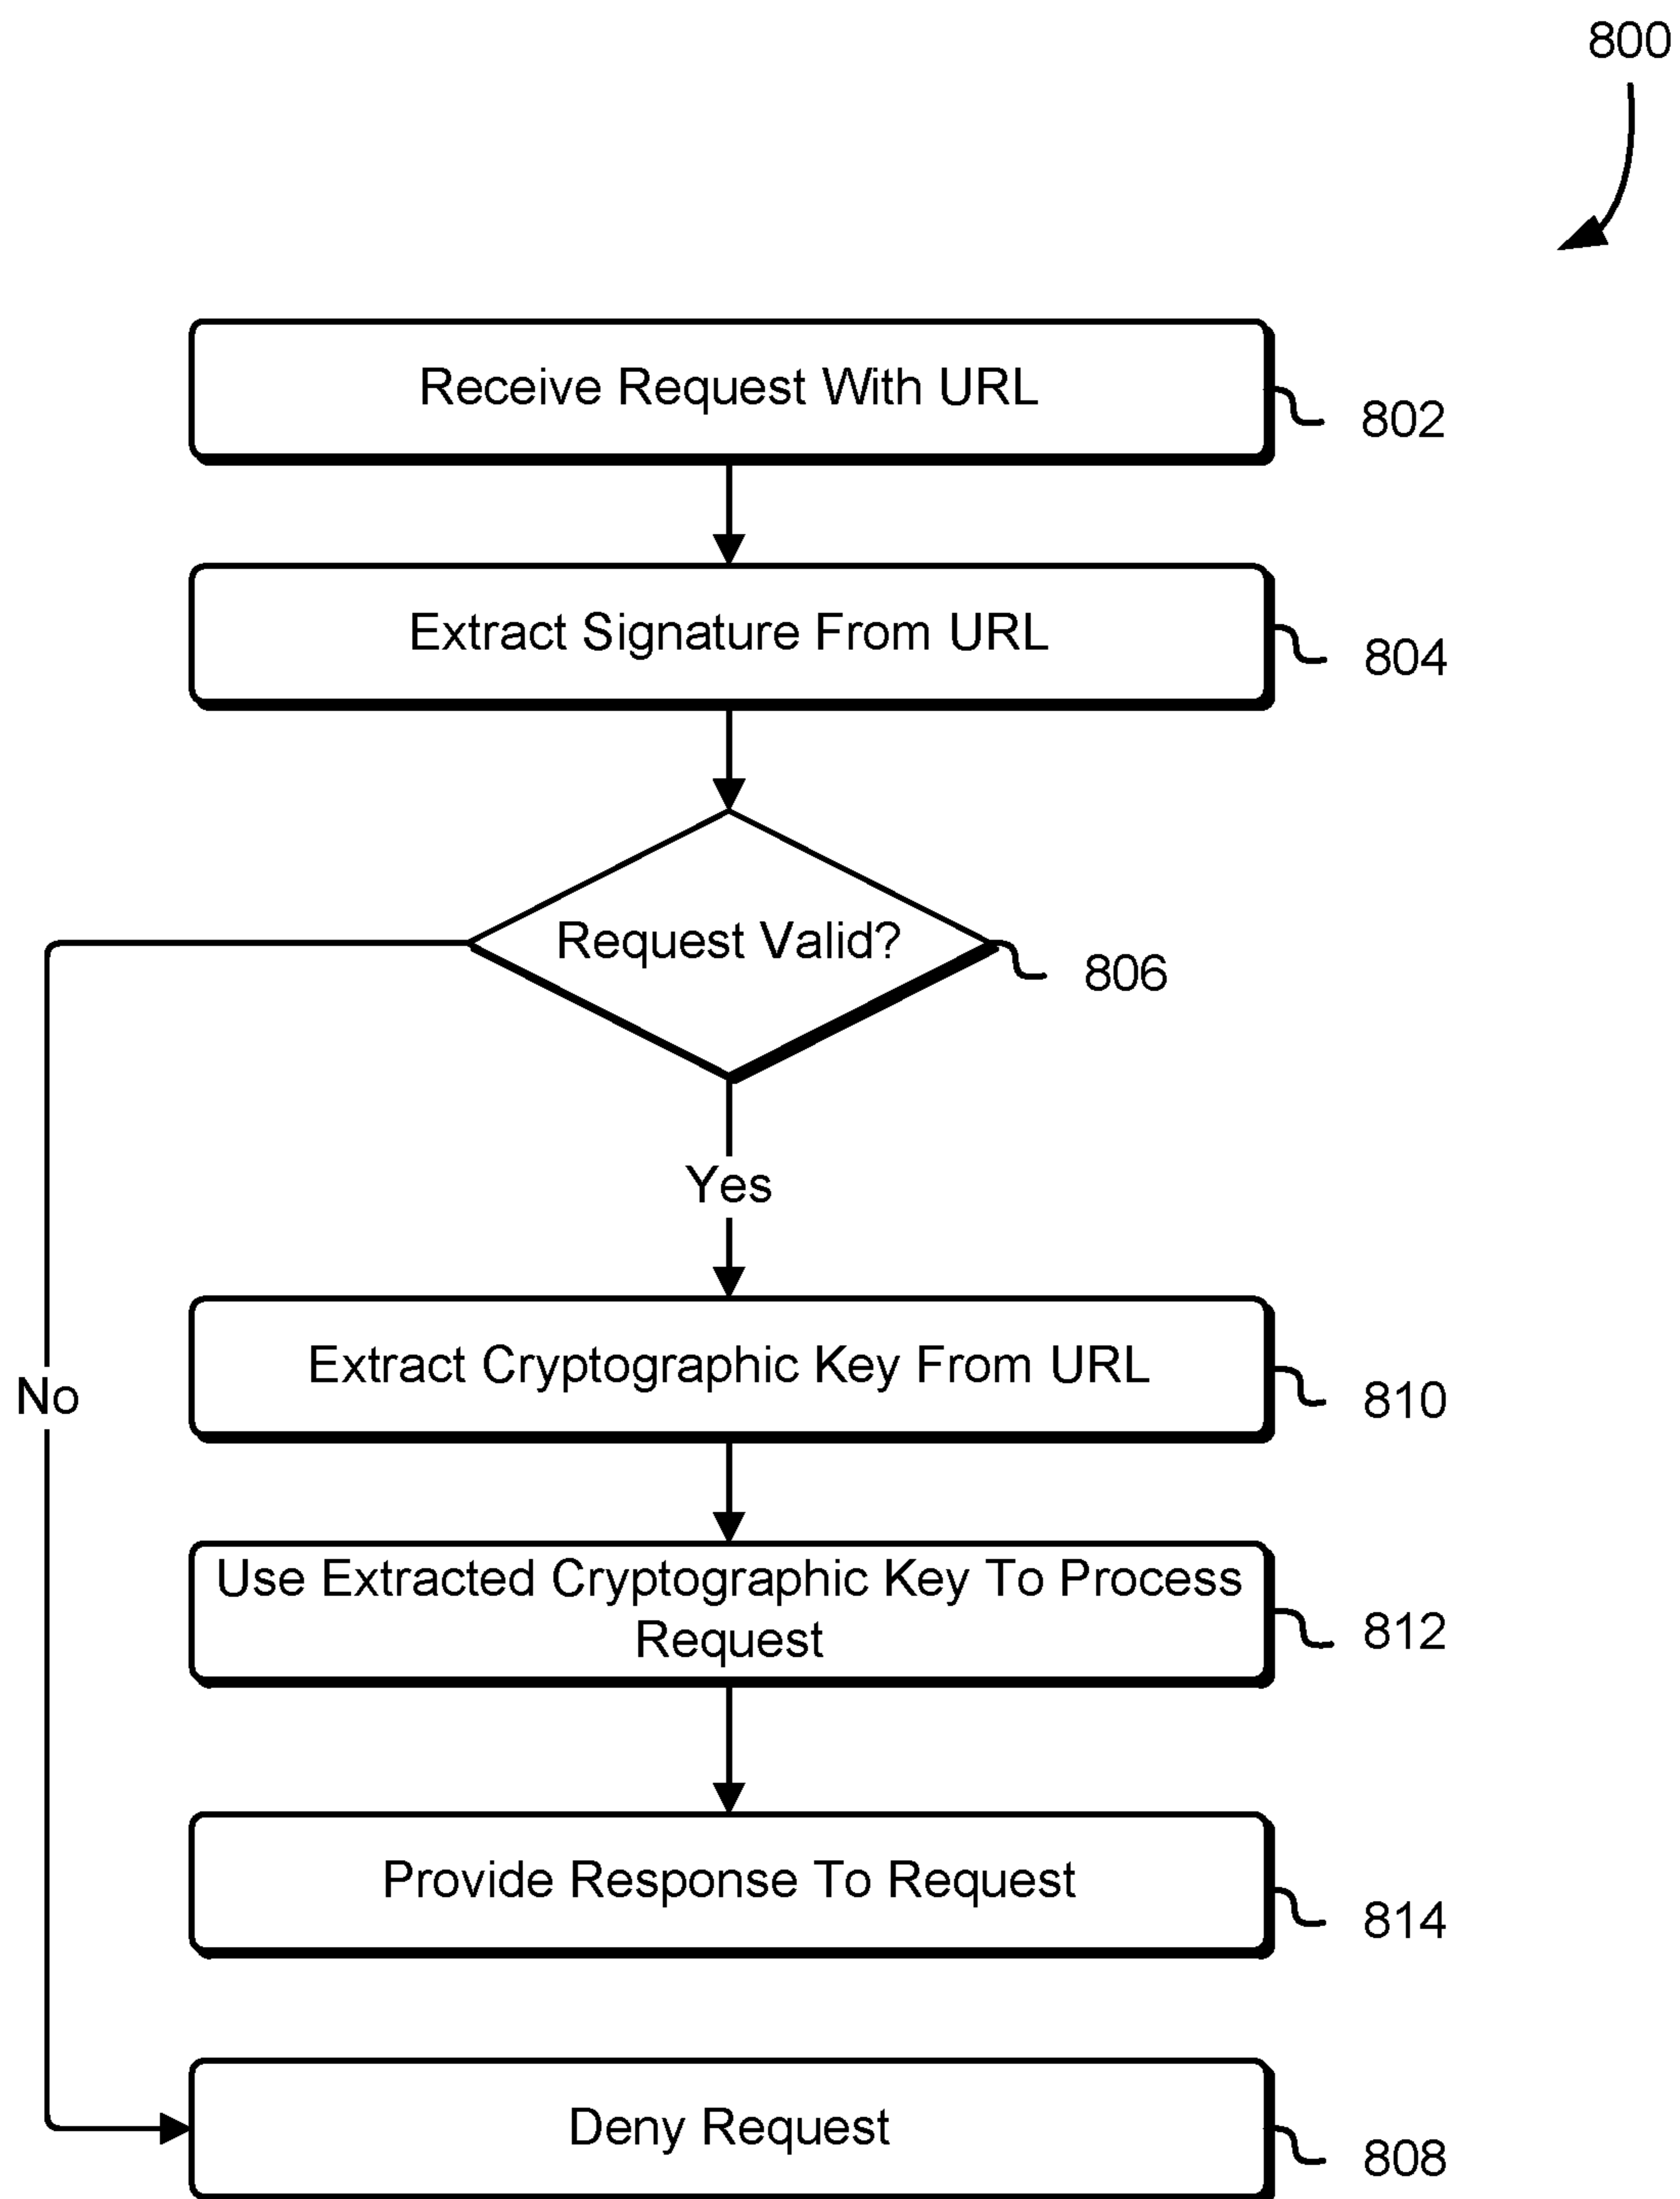 800
Receive Request With URL
802
Extract Signature From URL
804
Request Valid?
806
Yes
Extract Cryptographic Key From URL
No
810
Use Extracted Cryptographic Key To Process
Request
812
Provide Response To Request
814
Deny Request
808